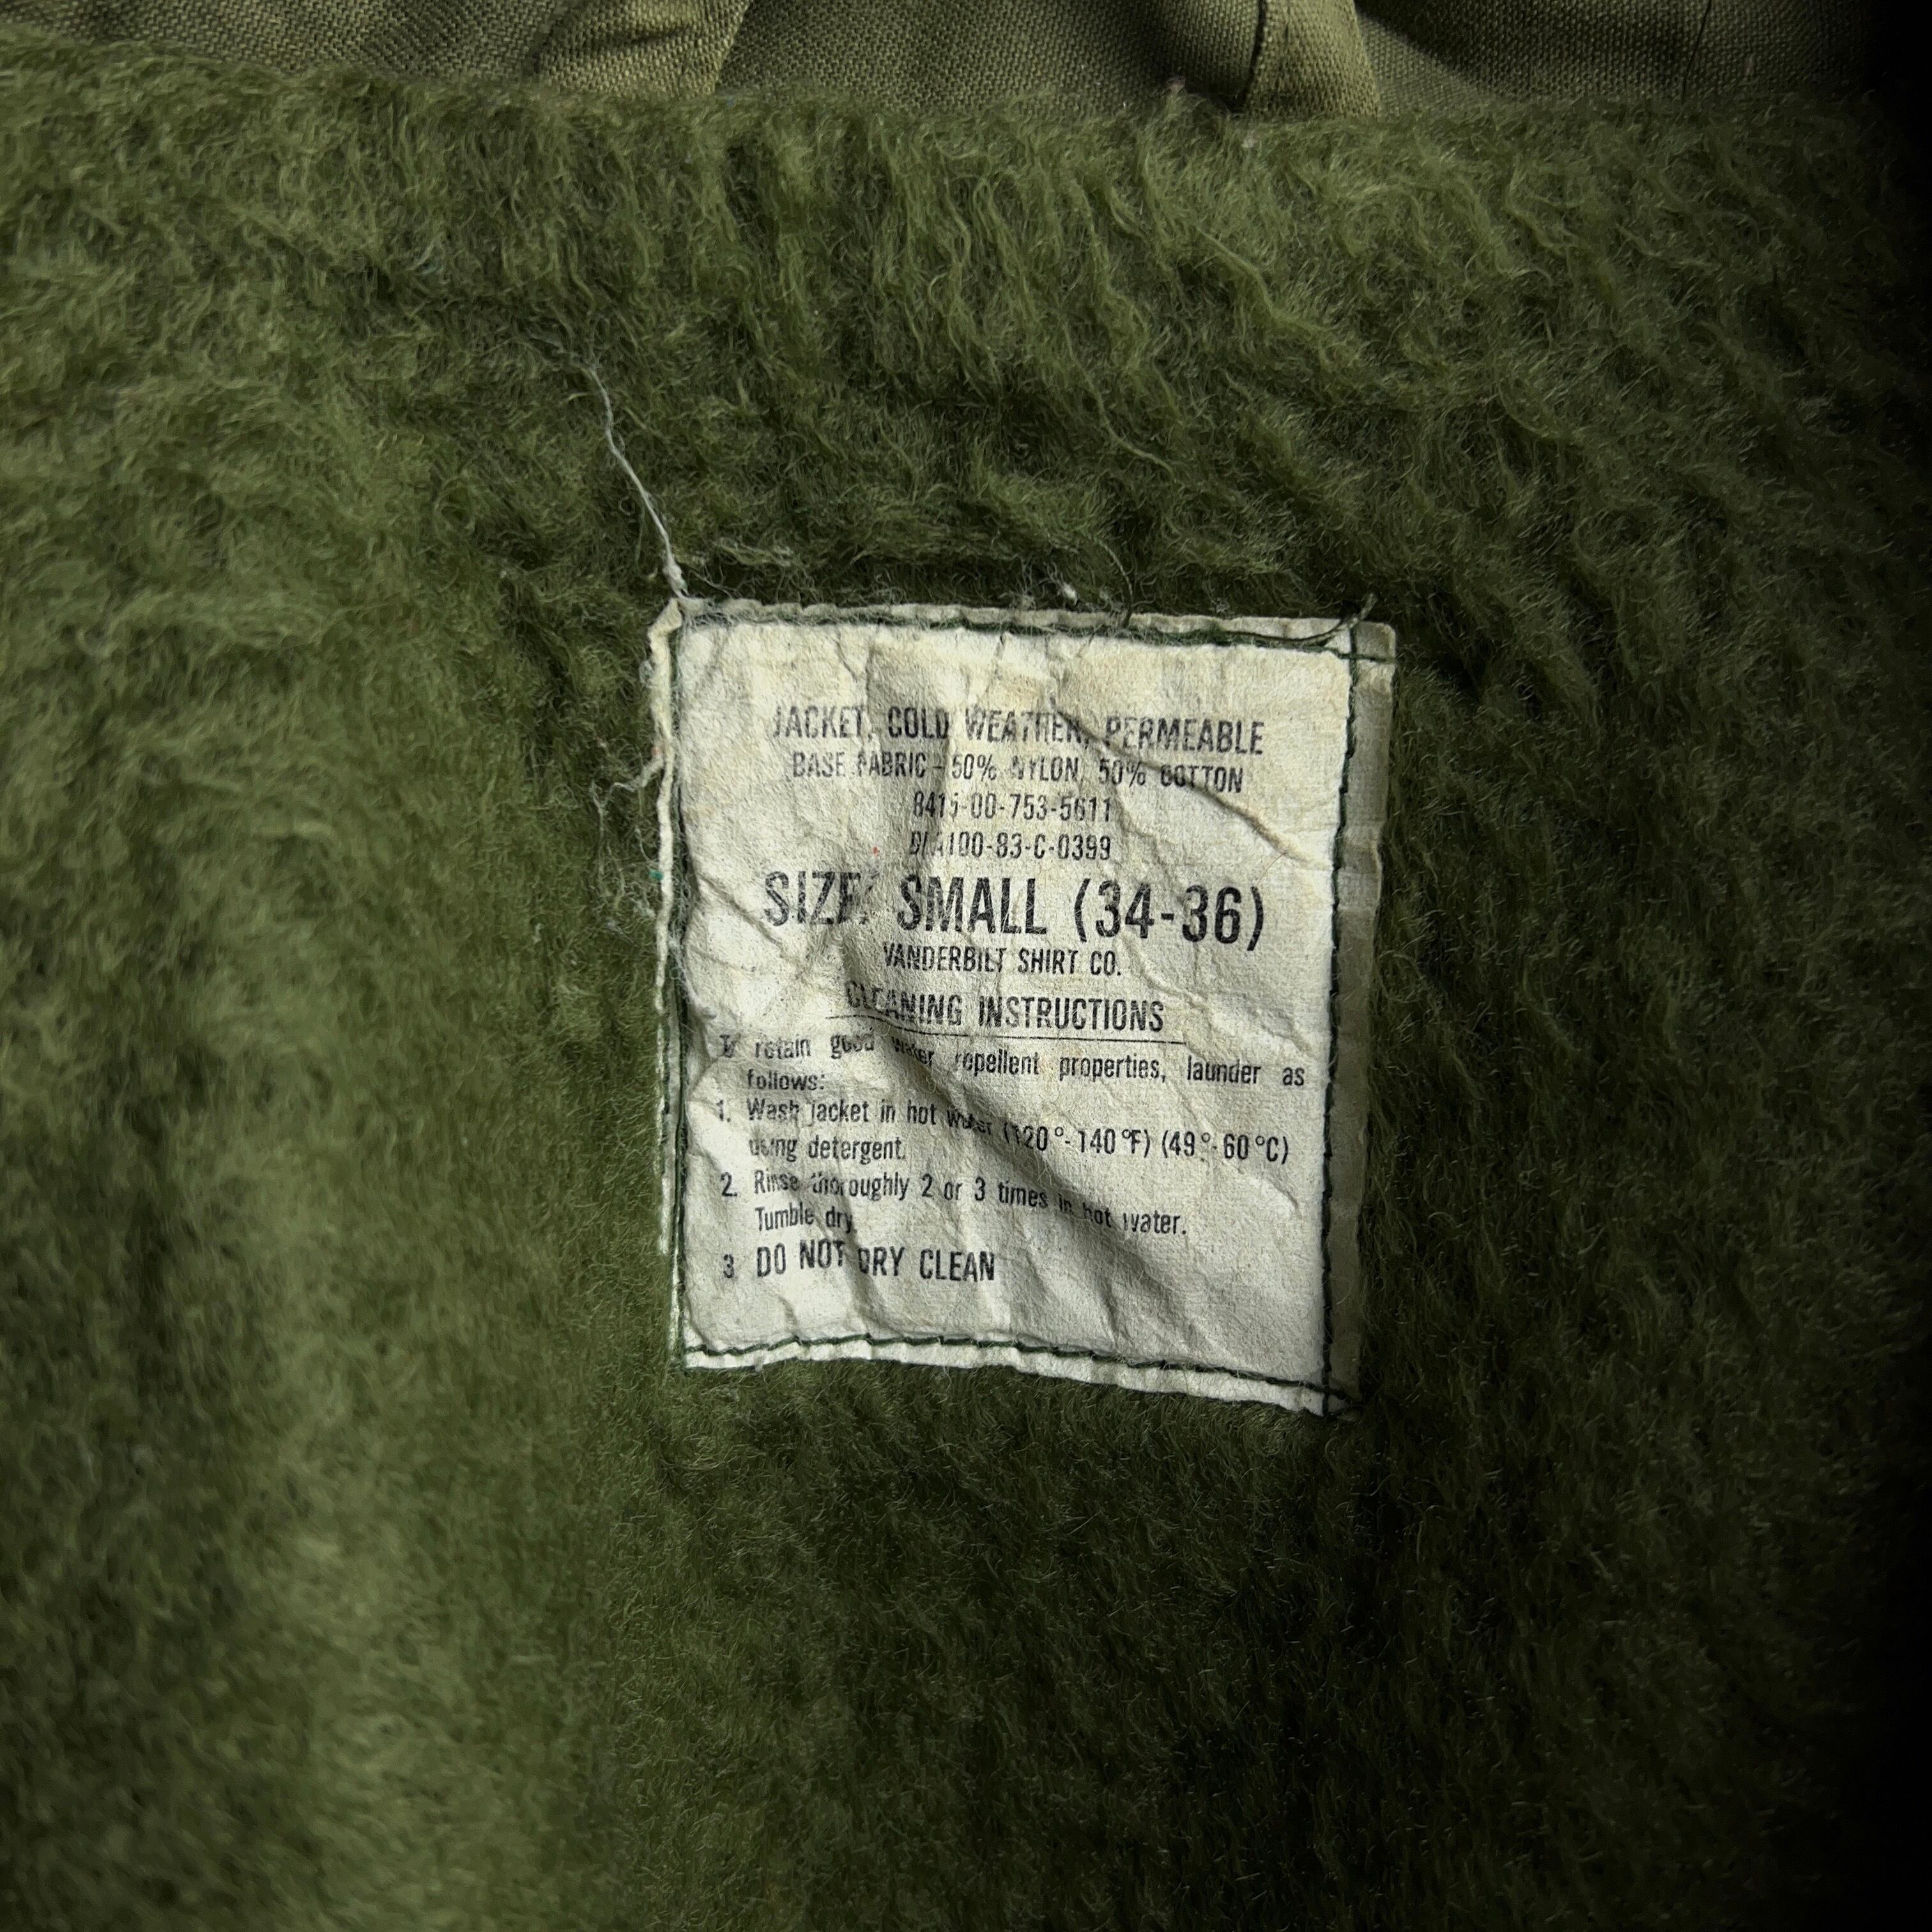 JACKET, COLD WEATHER, PERMEABLE
BASE FABRIC - 50% NYLON, 50% COTTON
8415-00-753-5611
DLA100-83-C-0399
SIZE: SMALL (34-36)
VANDERBILT SHIRT CO.
CLEANING INSTRUCTIONS
To retain good water repellent properties, launder as
follows:
1. Wash jacket in hot water (120°-140°F) (49°-60°C)
using detergent.
2. Rinse thoroughly 2 or 3 times in hot water.
Tumble dry.
3 DO NOT DRY CLEAN